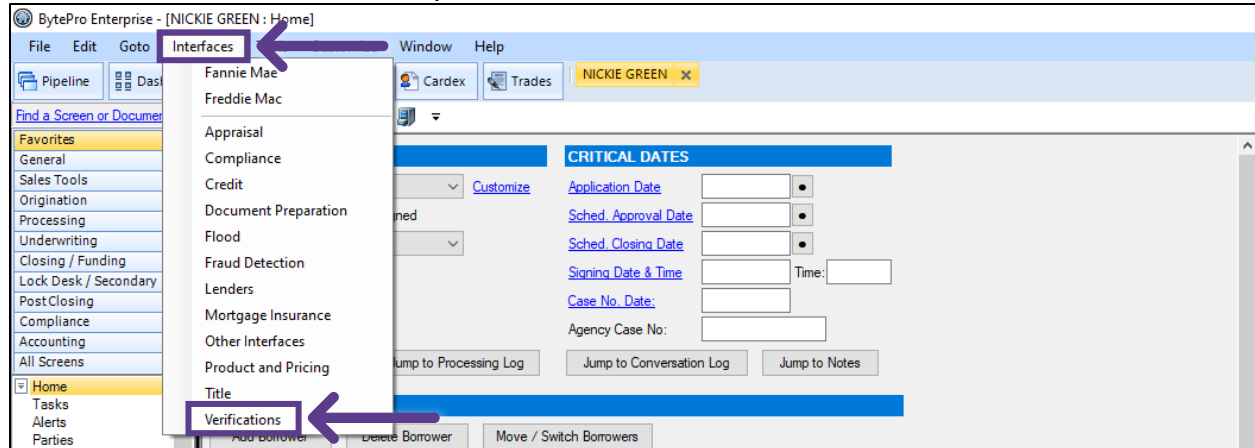 BytePro Enterprise - [NICKIE GREEN : Home]
File Edit Goto Interfaces Window Help
Pipeline Cardex Trades NICKIE GREEN
Find a Screen or
Favorites
General
Sales Tools
Origination
Processing
Underwriting
Closing / Funding
Lock Desk / Secondary
PostClosing
Compliance
Accounting
All Screens
Home
Tasks
Alerts
Parties
Fannie Mae
Freddie Mac
Appraisal
Compliance
Credit
Document Preparation
Flood
Fraud Detection
Lenders
Mortgage Insurance
Other Interfaces
Product and Pricing
Title
Verifications
Customize
CRITICAL DATES
Application Date
Sched. Approval Date
Sched. Closing Date
Signing Date & Time Time:
Case No. Date:
Agency Case No:
Jump to Processing Log Jump to Conversation Log Jump to Notes
Add Borrower Delete Borrower Move / Switch Borrowers